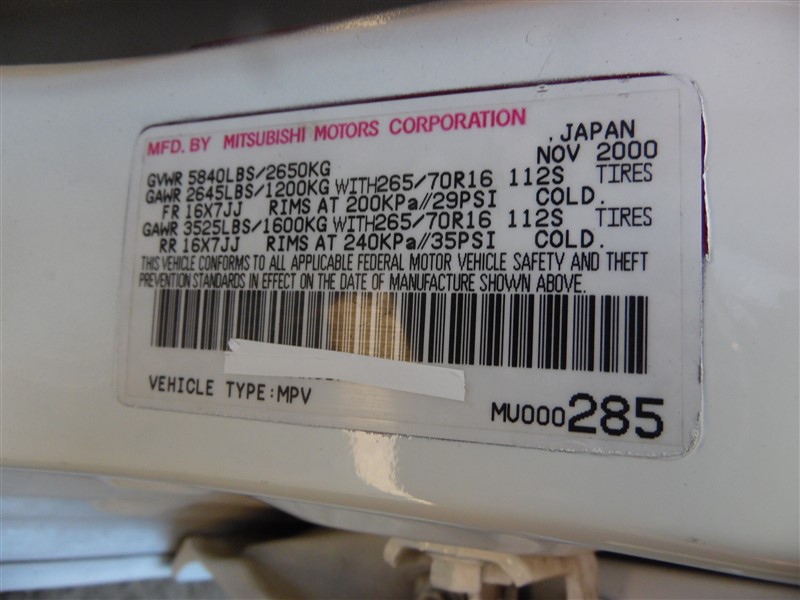 MFD. BY MITSUBISHI MOTORS CORPORATION
.JAPAN
GVWR 5840LBS/2650KG NOV 2000
GAWR 2645LBS/1200KG WITH265/70R16 112S TIRES
FR 16X7JJ RIMS AT 200KPa//29PSI COLD.
GAWR 3525LBS/1600KG WITH265/70R16 112S TIRES
RR 16X7JJ RIMS AT 240KPa//35PSI COLD.
THIS VEHICLE CONFORMS TO ALL APPLICABLE FEDERAL MOTOR VEHICLE SAFETY AND THEFT
PREVENTION STANDARDS IN EFFECT ON THE DATE OF MANUFACTURE SHOWN ABOVE.
VEHICLE TYPE:MPV
MU000285